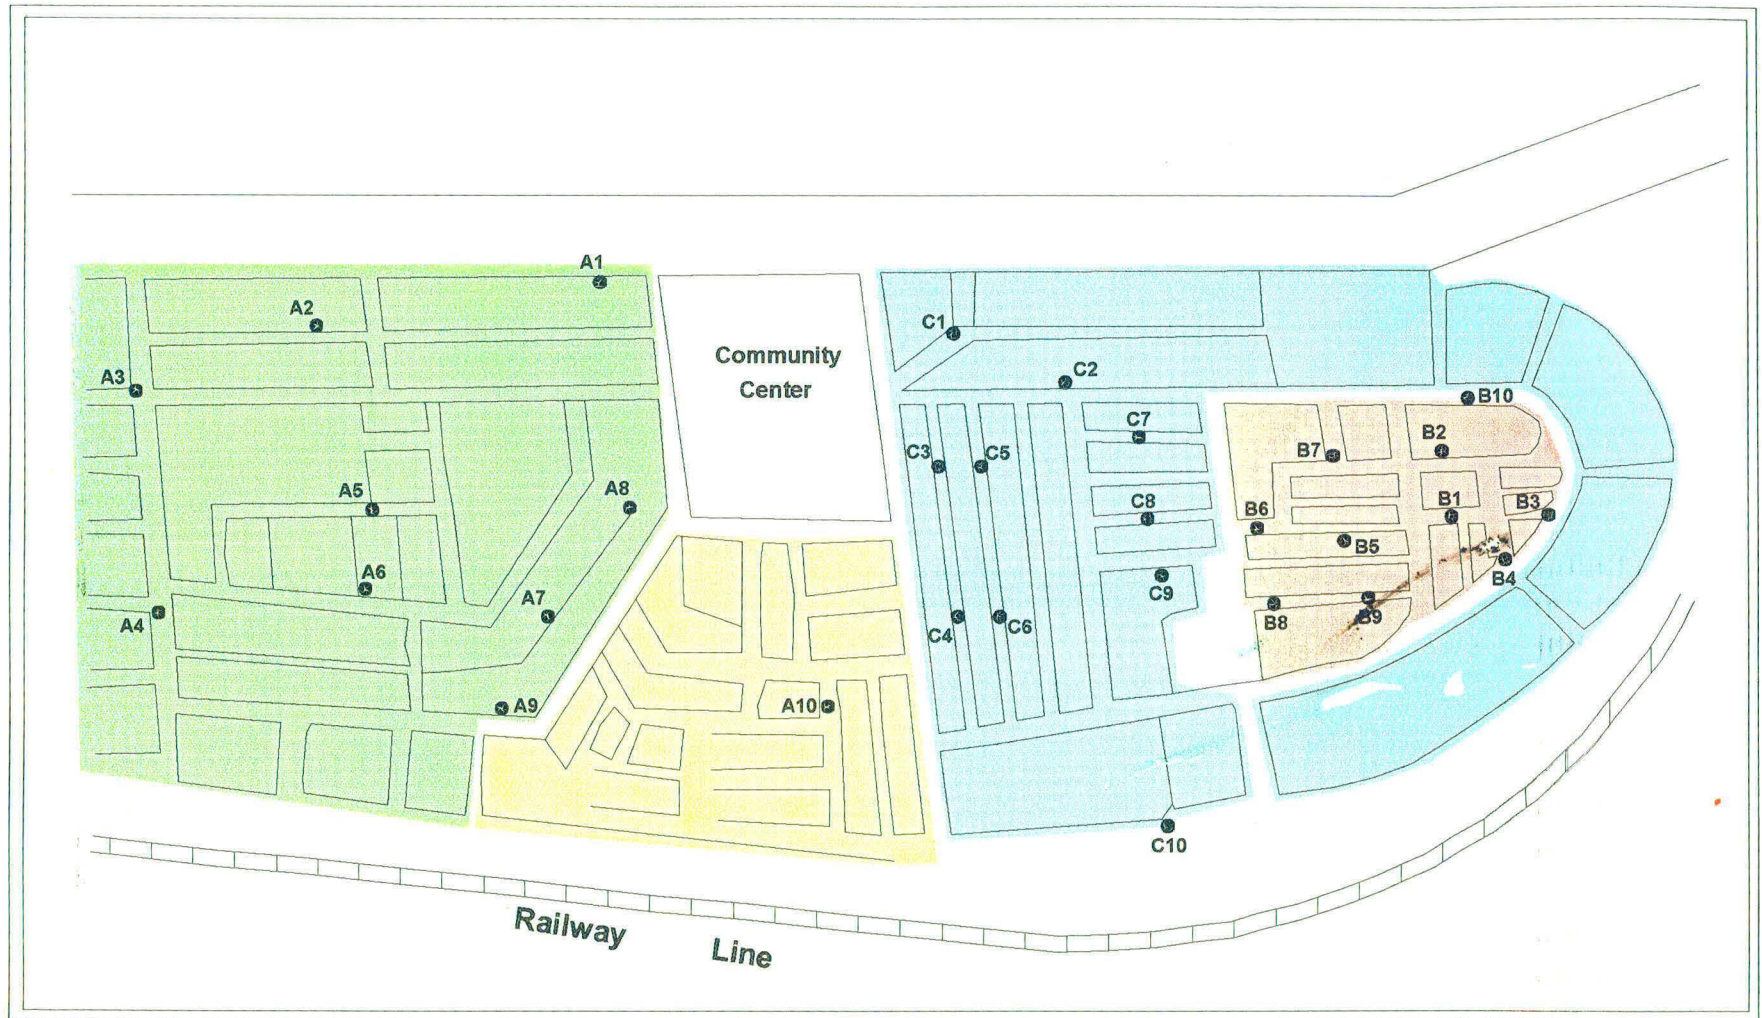 A1
A2
A3
A4
A5
A6
A7
A8
A9
A10
Community
Center
C1
C2
C3
C4
C5
C6
C7
C8
C9
C10
B1
B2
B3
B4
B5
B6
B7
B8
B9
B10
Railway Line